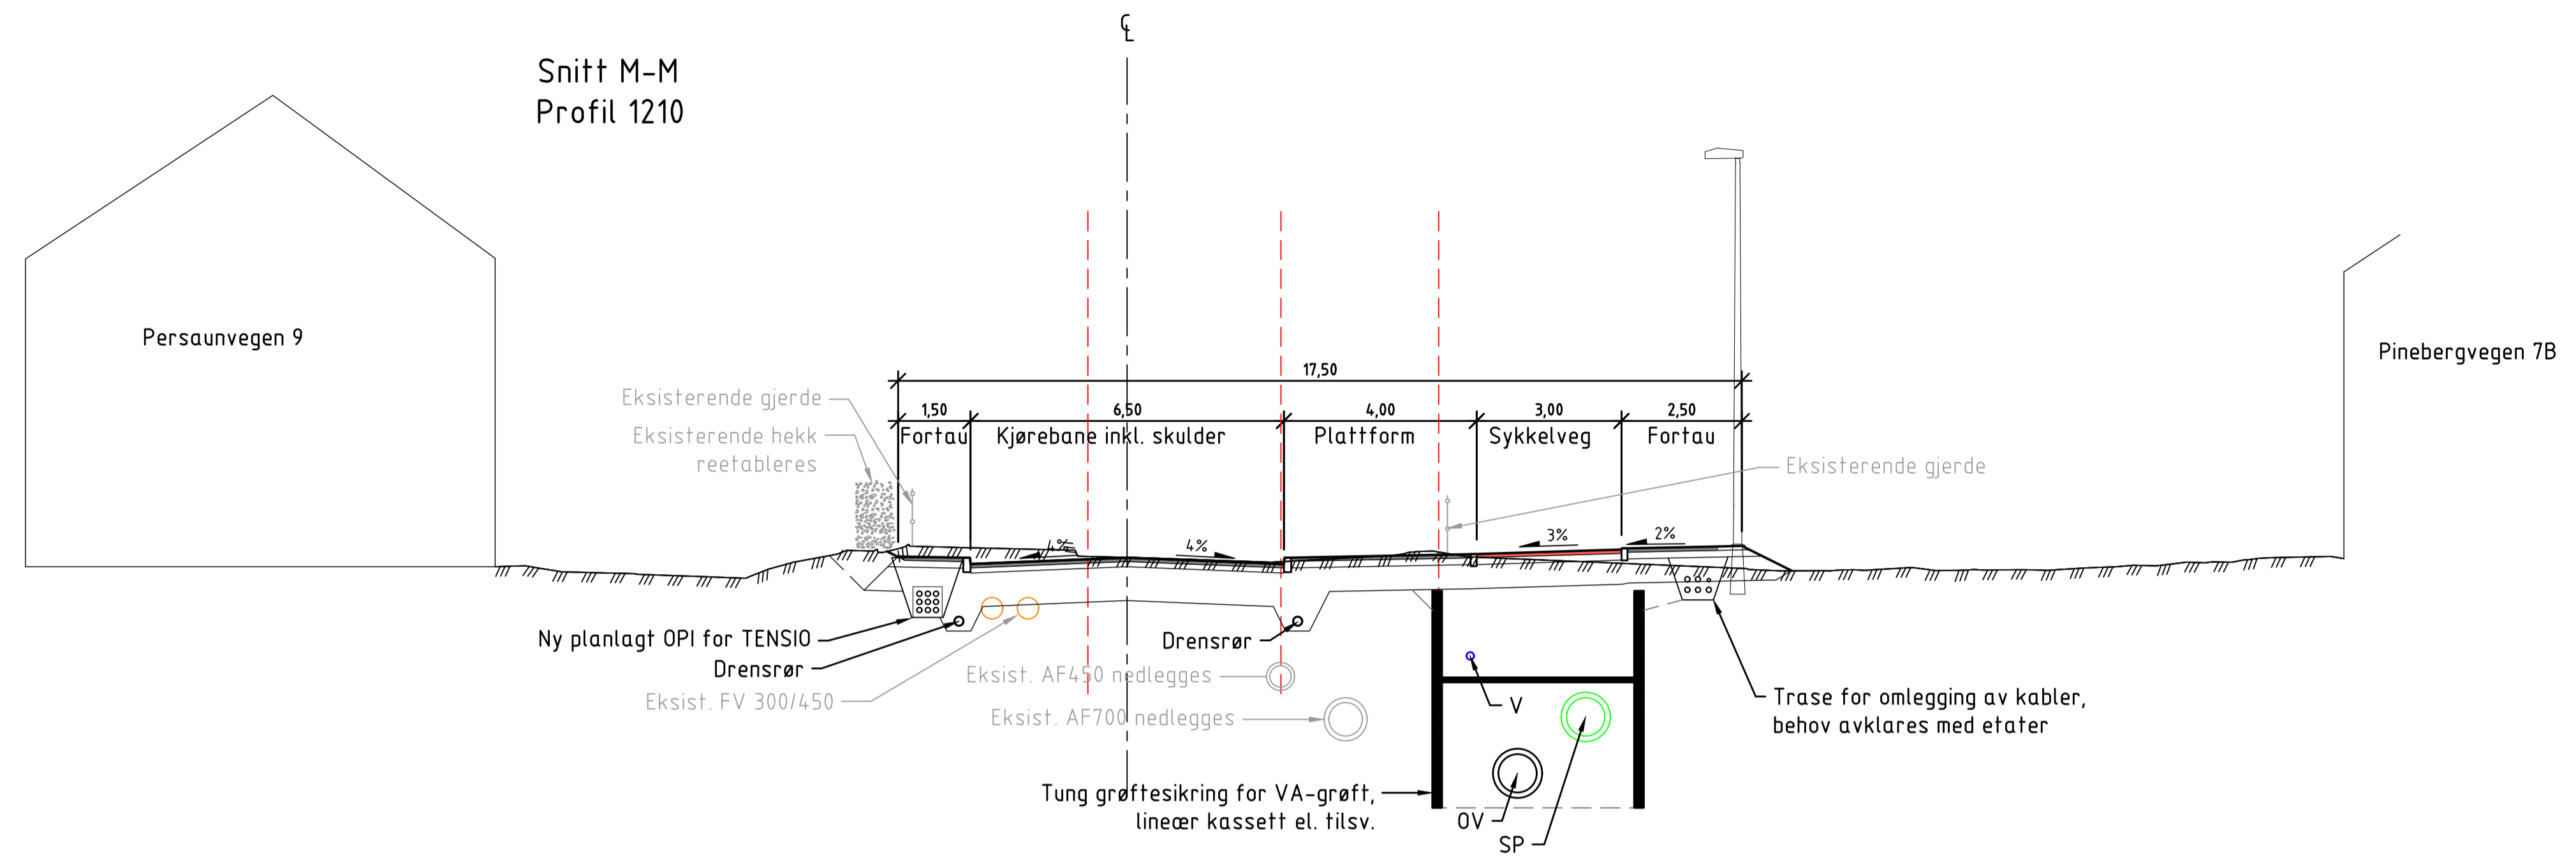 ℄
Snitt M-M
Profil 1210
Persaunvegen 9
Pinebergvegen 7B
17,50
1,50
6,50
4,00
3,00
2,50
Fortau
Kjørebane inkl. skulder
Plattform
Sykkelveg
Fortau
Eksisterende gjerde
Eksisterende hekk
reetableres
Eksisterende gjerde
4%
4%
3%
2%
Ny planlagt OPI for TENSIO
Drensrør
Eksist. FV 300/450
Drensrør
Eksist. AF450 nedlegges
Eksist. AF700 nedlegges
V
Trase for omlegging av kabler,
behov avklares med etater
Tung grøftesikring for VA-grøft,
lineær kassett el. tilsv.
OV
SP